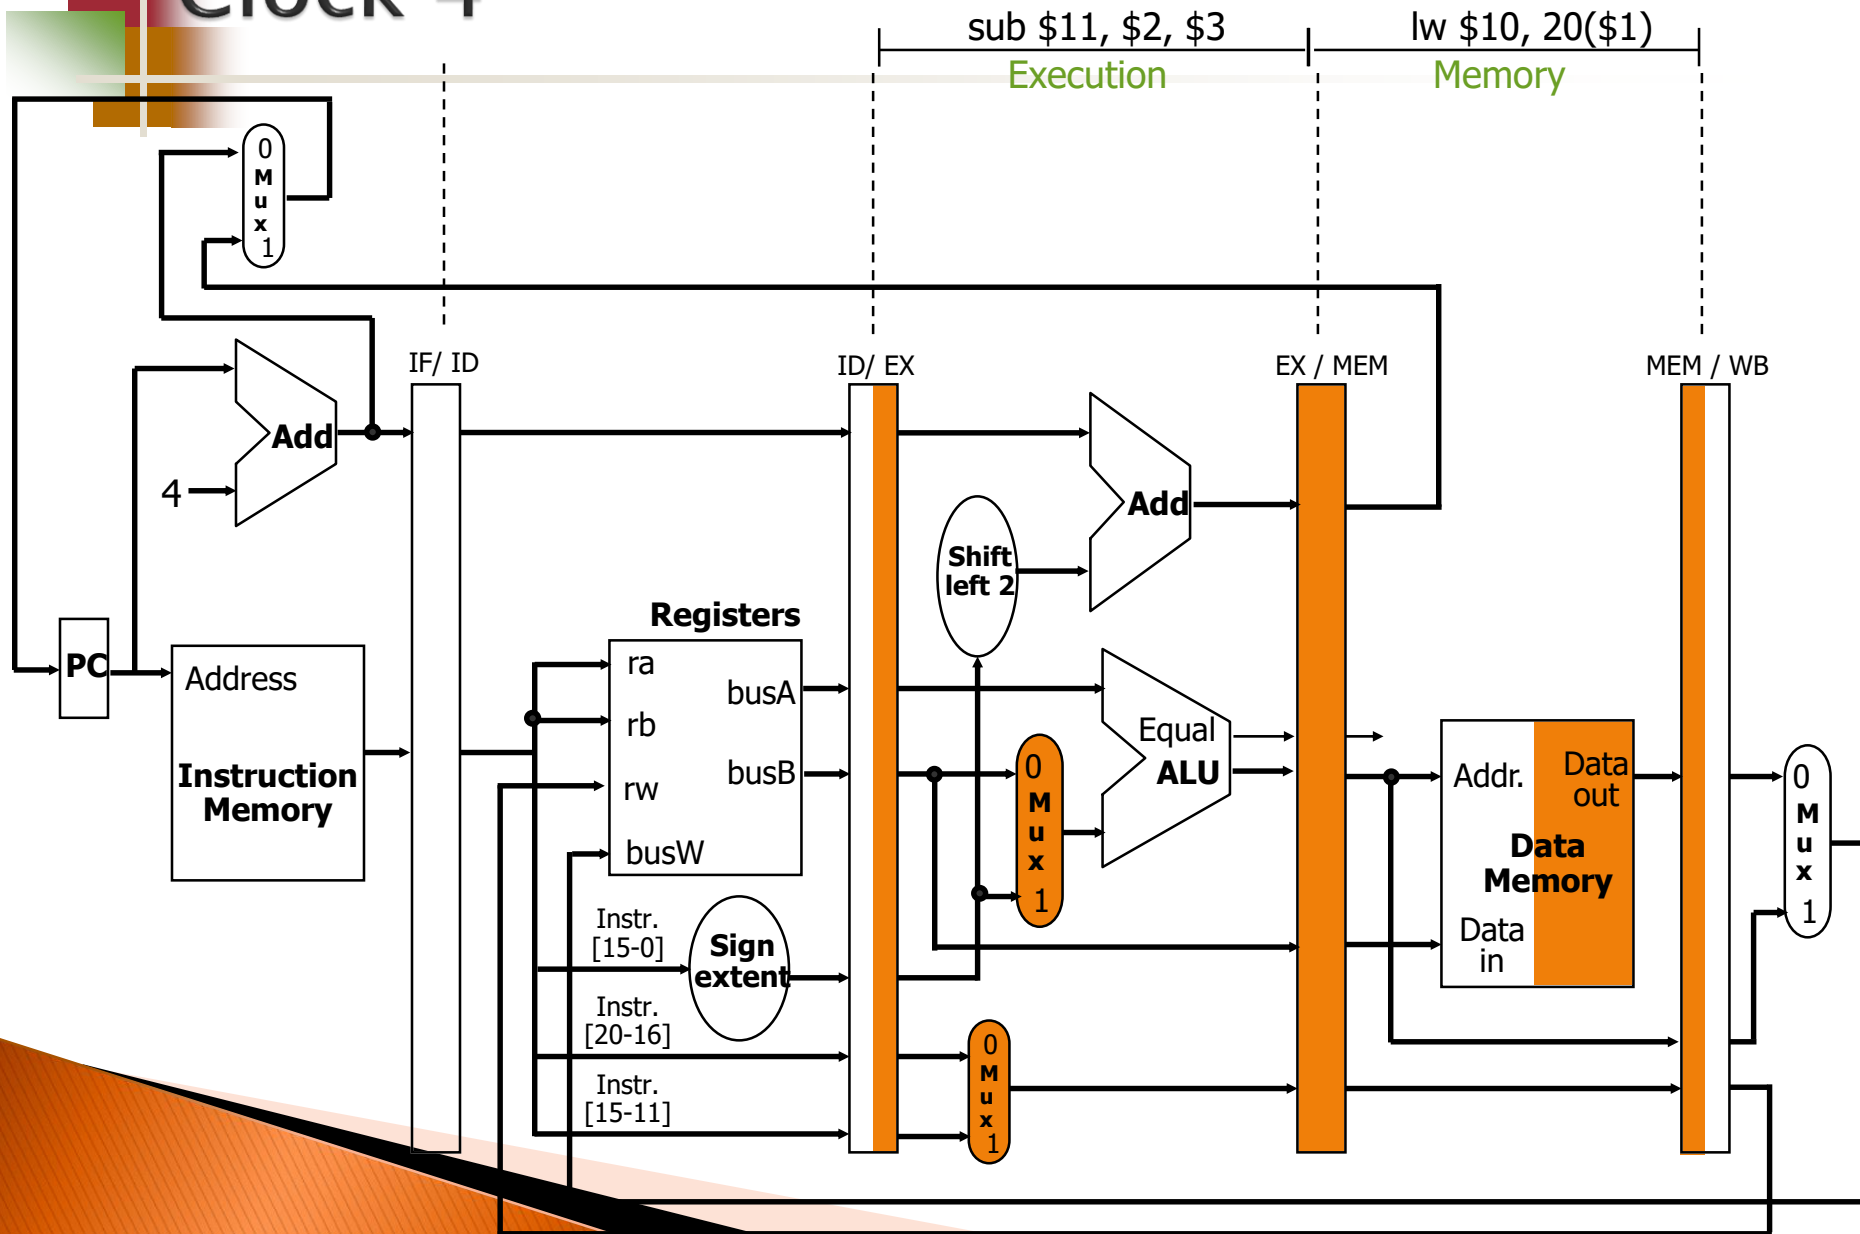 Clock 4
sub $11, $2, $3
lw $10, 20($1)
Execution
Memory
0
M
u
x
1
IF/ ID
ID/ EX
EX / MEM
MEM / WB
Add
4
Add
Shift
left 2
PC
Address
Instruction
Memory
Registers
ra
rb
rw
busW
busA
busB
Instr.
[15-0]
Sign
extent
Instr.
[20-16]
Instr.
[15-11]
0
M
u
x
1
0
M
u
x
1
Equal
ALU
Addr.
Data
out
Data
Memory
Data
in
0
M
u
x
1